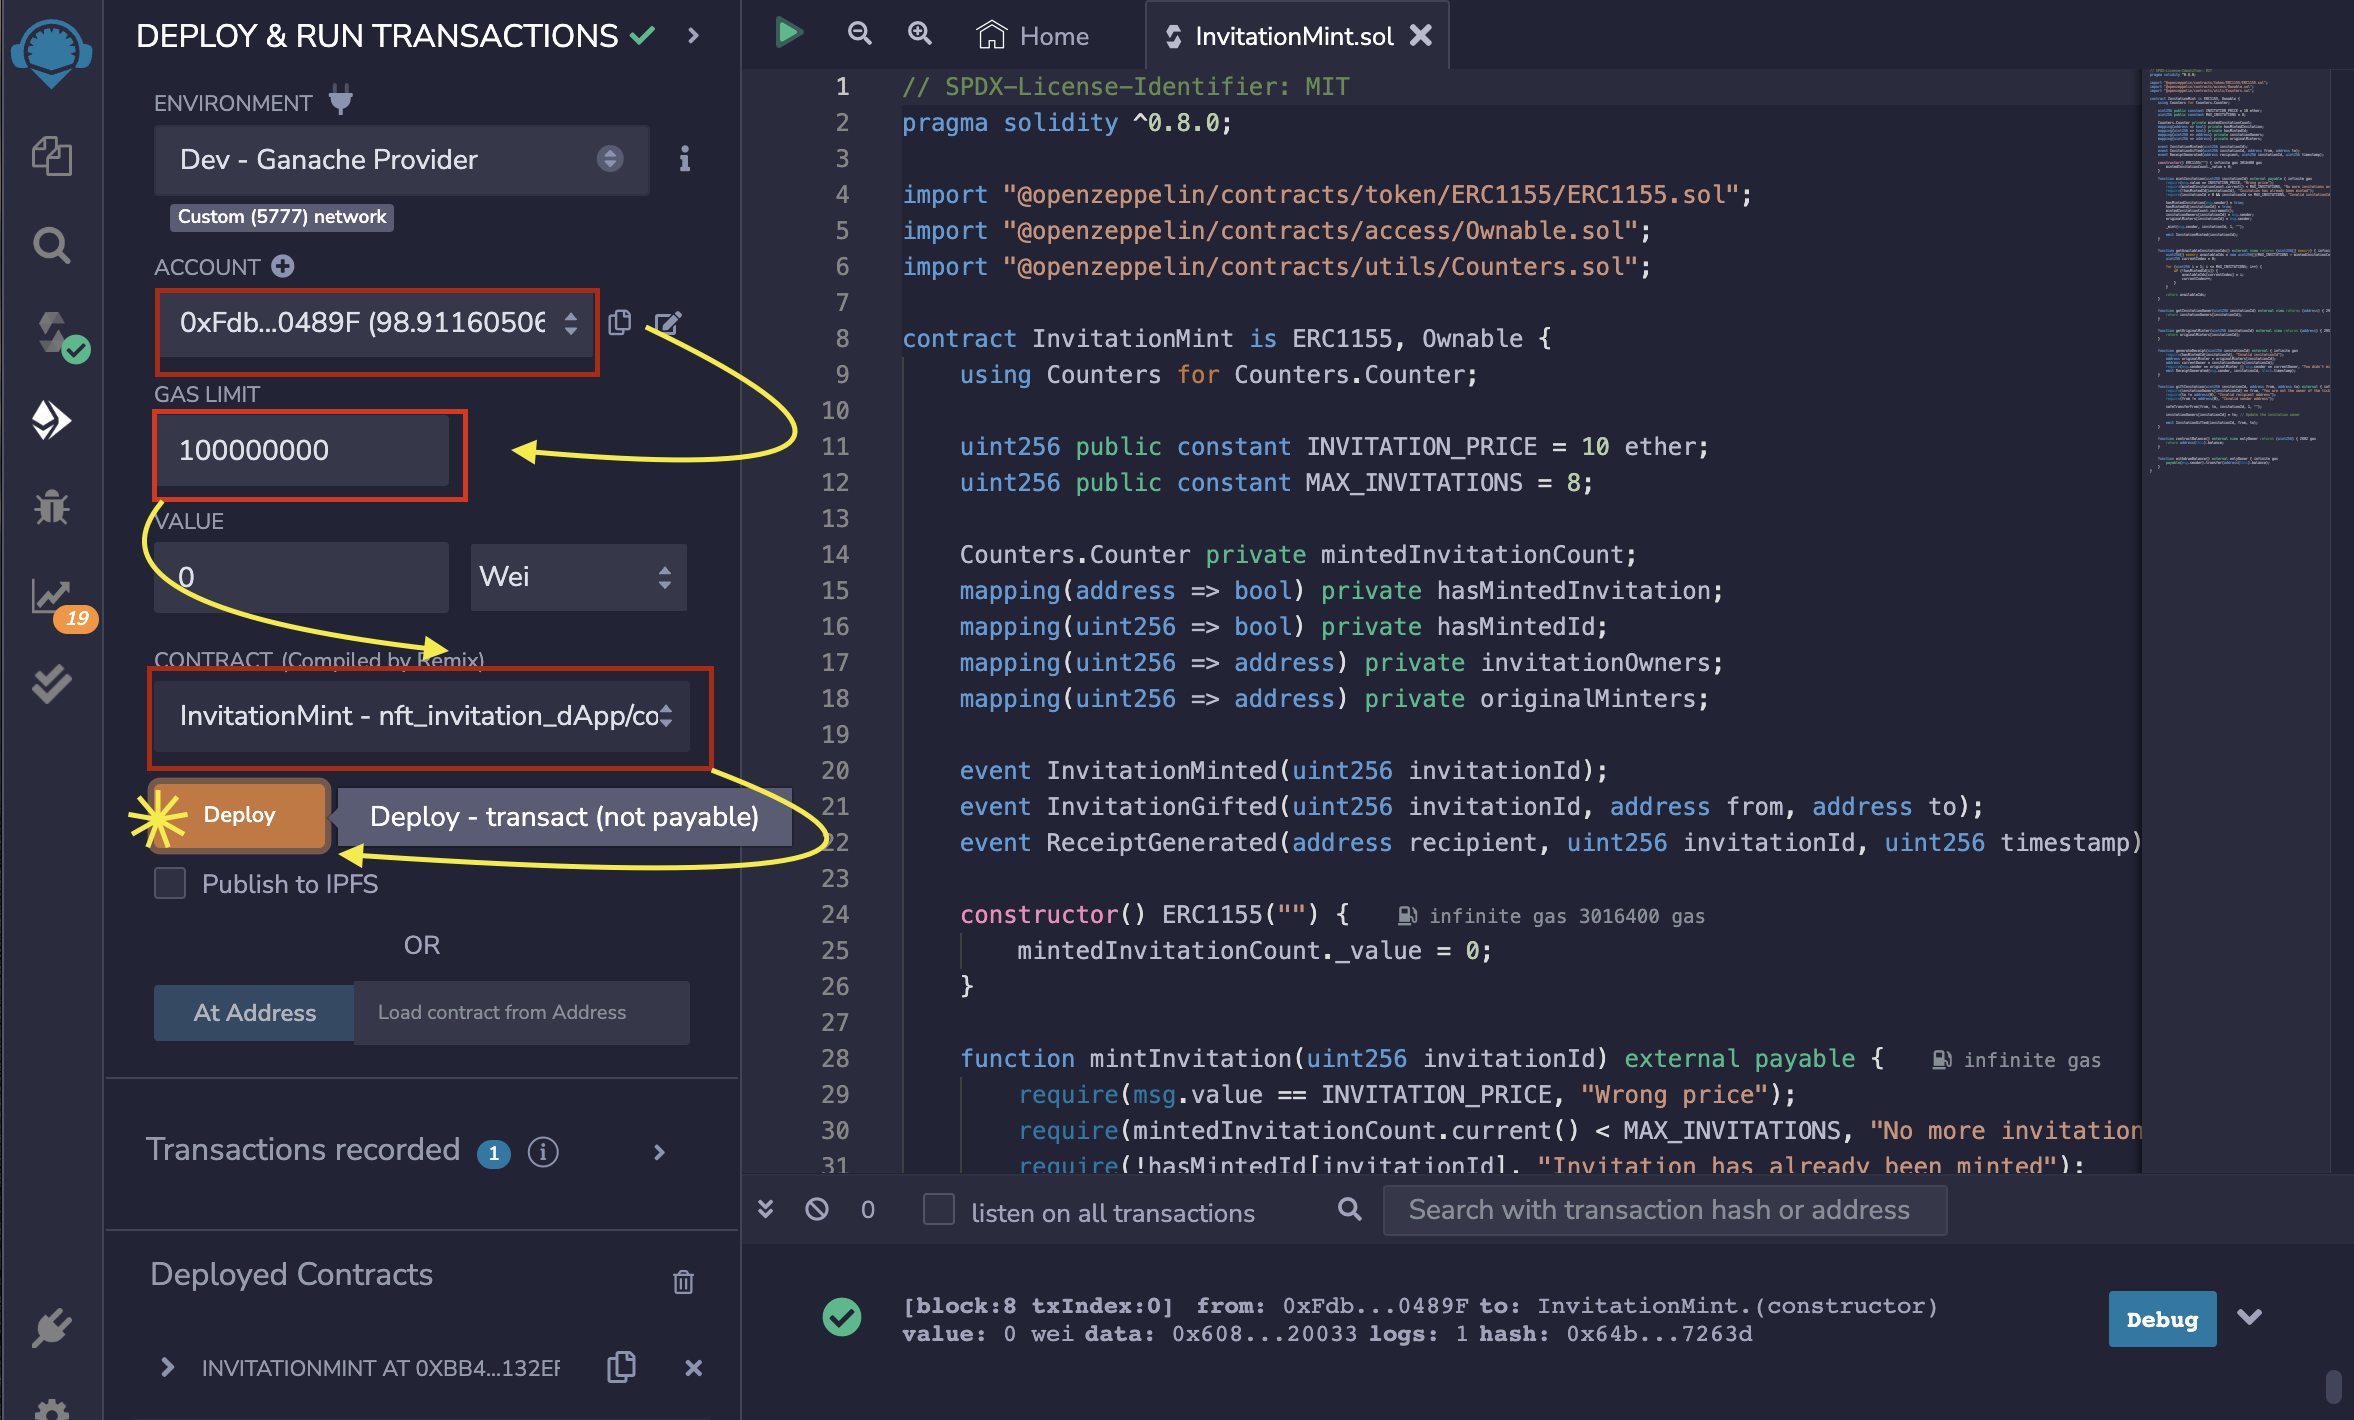 DEPLOY & RUN TRANSACTIONS
ENVIRONMENT
Dev - Ganache Provider
Custom (5777) network
ACCOUNT
0xFdb...0489F (98.91160506
GAS LIMIT
100000000
VALUE
0
Wei
CONTRACT (Compiled by Remix)
InvitationMint - nft_invitation_dApp/co
Deploy
Deploy - transact (not payable)
Publish to IPFS
OR
At Address
Load contract from Address
Transactions recorded 1 i
Deployed Contracts
INVITATIONMINT AT 0XBB4...132EF
19
Home
InvitationMint.sol
1 // SPDX-License-Identifier: MIT
2 pragma solidity ^0.8.0;
3
4 import "@openzeppelin/contracts/token/ERC1155/ERC1155.sol";
5 import "@openzeppelin/contracts/access/Ownable.sol";
6 import "@openzeppelin/contracts/utils/Counters.sol";
7
8 contract InvitationMint is ERC1155, Ownable {
9 using Counters for Counters.Counter;
10
11 uint256 public constant INVITATION_PRICE = 10 ether;
12 uint256 public constant MAX_INVITATIONS = 8;
13
14 Counters.Counter private mintedInvitationCount;
15 mapping(address => bool) private hasMintedInvitation;
16 mapping(uint256 => bool) private hasMintedId;
17 mapping(uint256 => address) private invitationOwners;
18 mapping(uint256 => address) private originalMinters;
19
20 event InvitationMinted(uint256 invitationId);
21 event InvitationGifted(uint256 invitationId, address from, address to);
22 event ReceiptGenerated(address recipient, uint256 invitationId, uint256 timestamp)
23
24 constructor() ERC1155("") { infinite gas 3016400 gas
25 mintedInvitationCount._value = 0;
26 }
27
28 function mintInvitation(uint256 invitationId) external payable { infinite gas
29 require(msg.value == INVITATION_PRICE, "Wrong price");
30 require(mintedInvitationCount.current() < MAX_INVITATIONS, "No more invitation
31 require(!hasMintedId[invitationId], "Invitation has already been minted");
0
listen on all transactions
Search with transaction hash or address
[block:8 txIndex:0] from: 0xFdb...0489F to: InvitationMint.(constructor)
value: 0 wei data: 0x608...20033 logs: 1 hash: 0x64b...7263d
Debug